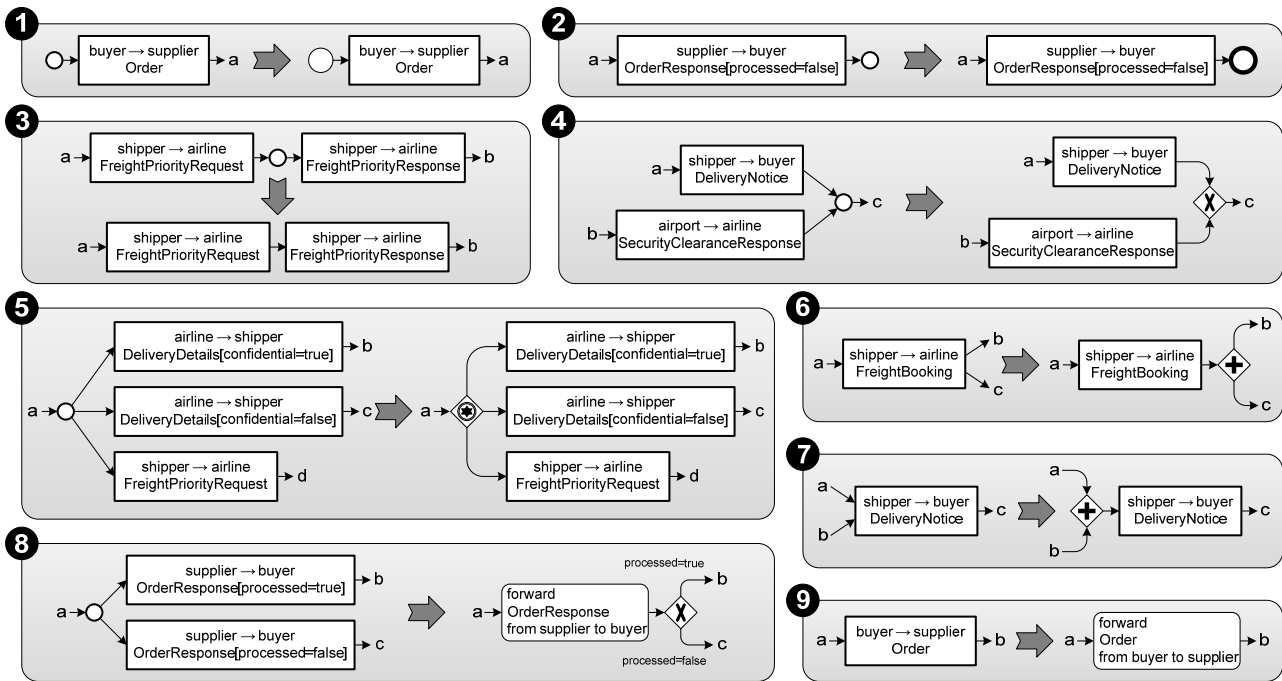 1
buyer → supplier
Order
a
buyer → supplier
Order
a
2
a
supplier → buyer
OrderResponse[processed=false]
a
supplier → buyer
OrderResponse[processed=false]
3
a
shipper → airline
FreightPriorityRequest
shipper → airline
FreightPriorityResponse
b
a
shipper → airline
FreightPriorityRequest
shipper → airline
FreightPriorityResponse
b
4
a
shipper → buyer
DeliveryNotice
b
airport → airline
SecurityClearanceResponse
c
a
shipper → buyer
DeliveryNotice
b
airport → airline
SecurityClearanceResponse
c
5
a
airline → shipper
DeliveryDetails[confidential=true]
b
airline → shipper
DeliveryDetails[confidential=false]
c
shipper → airline
FreightPriorityRequest
d
a
airline → shipper
DeliveryDetails[confidential=true]
b
airline → shipper
DeliveryDetails[confidential=false]
c
shipper → airline
FreightPriorityRequest
d
6
a
shipper → airline
FreightBooking
b
c
a
shipper → airline
FreightBooking
b
c
7
a
b
shipper → buyer
DeliveryNotice
c
a
b
shipper → buyer
DeliveryNotice
c
8
a
supplier → buyer
OrderResponse[processed=true]
b
supplier → buyer
OrderResponse[processed=false]
c
a
forward
OrderResponse
from supplier to buyer
processed=true
b
c
processed=false
9
a
buyer → supplier
Order
b
a
forward
Order
from buyer to supplier
b